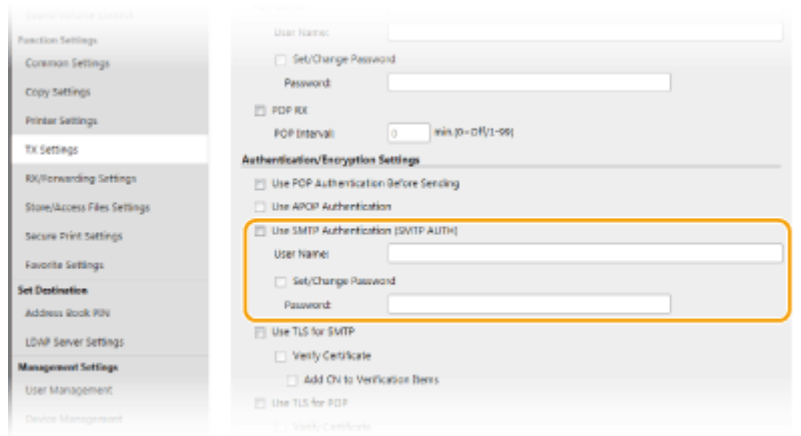 Function Settings
Common Settings
Copy Settings
Printer Settings
TX Settings
RX/Forwarding Settings
Store/Access Files Settings
Secure Print Settings
Favorite Settings
Set Destination
Address Book PIN
LDAP Server Settings
Management Settings
User Management
Device Management
User Name:
Set/Change Password
Password:
POP RX
POP Interval: 0 min.(0=Off/1-99)
Authentication/Encryption Settings
Use POP Authentication Before Sending
Use APOP Authentication
Use SMTP Authentication (SMTP AUTH)
User Name:
Set/Change Password
Password:
Use TLS for SMTP
Verify Certificate
Add CN to Verification Items
Use TLS for POP
Verify Certificate